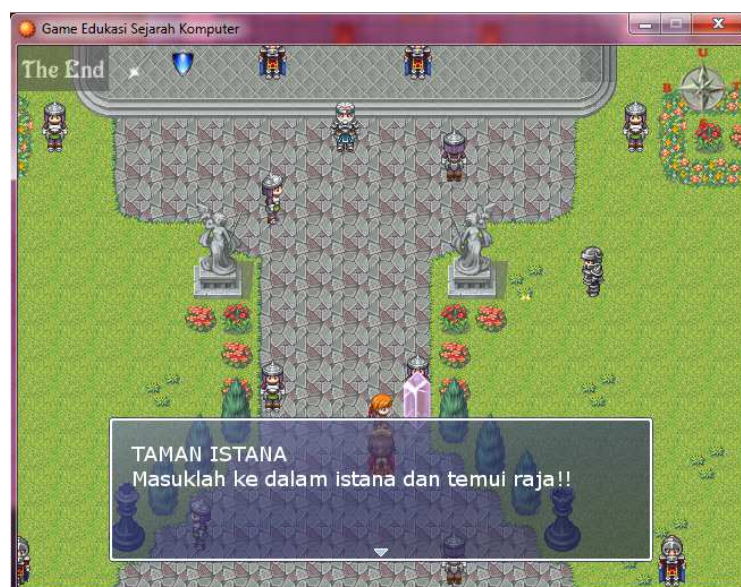 Game Edukasi Sejarah Komputer
The End
U
B T
S
TAMAN ISTANA
Masuklah ke dalam istana dan temui raja!!